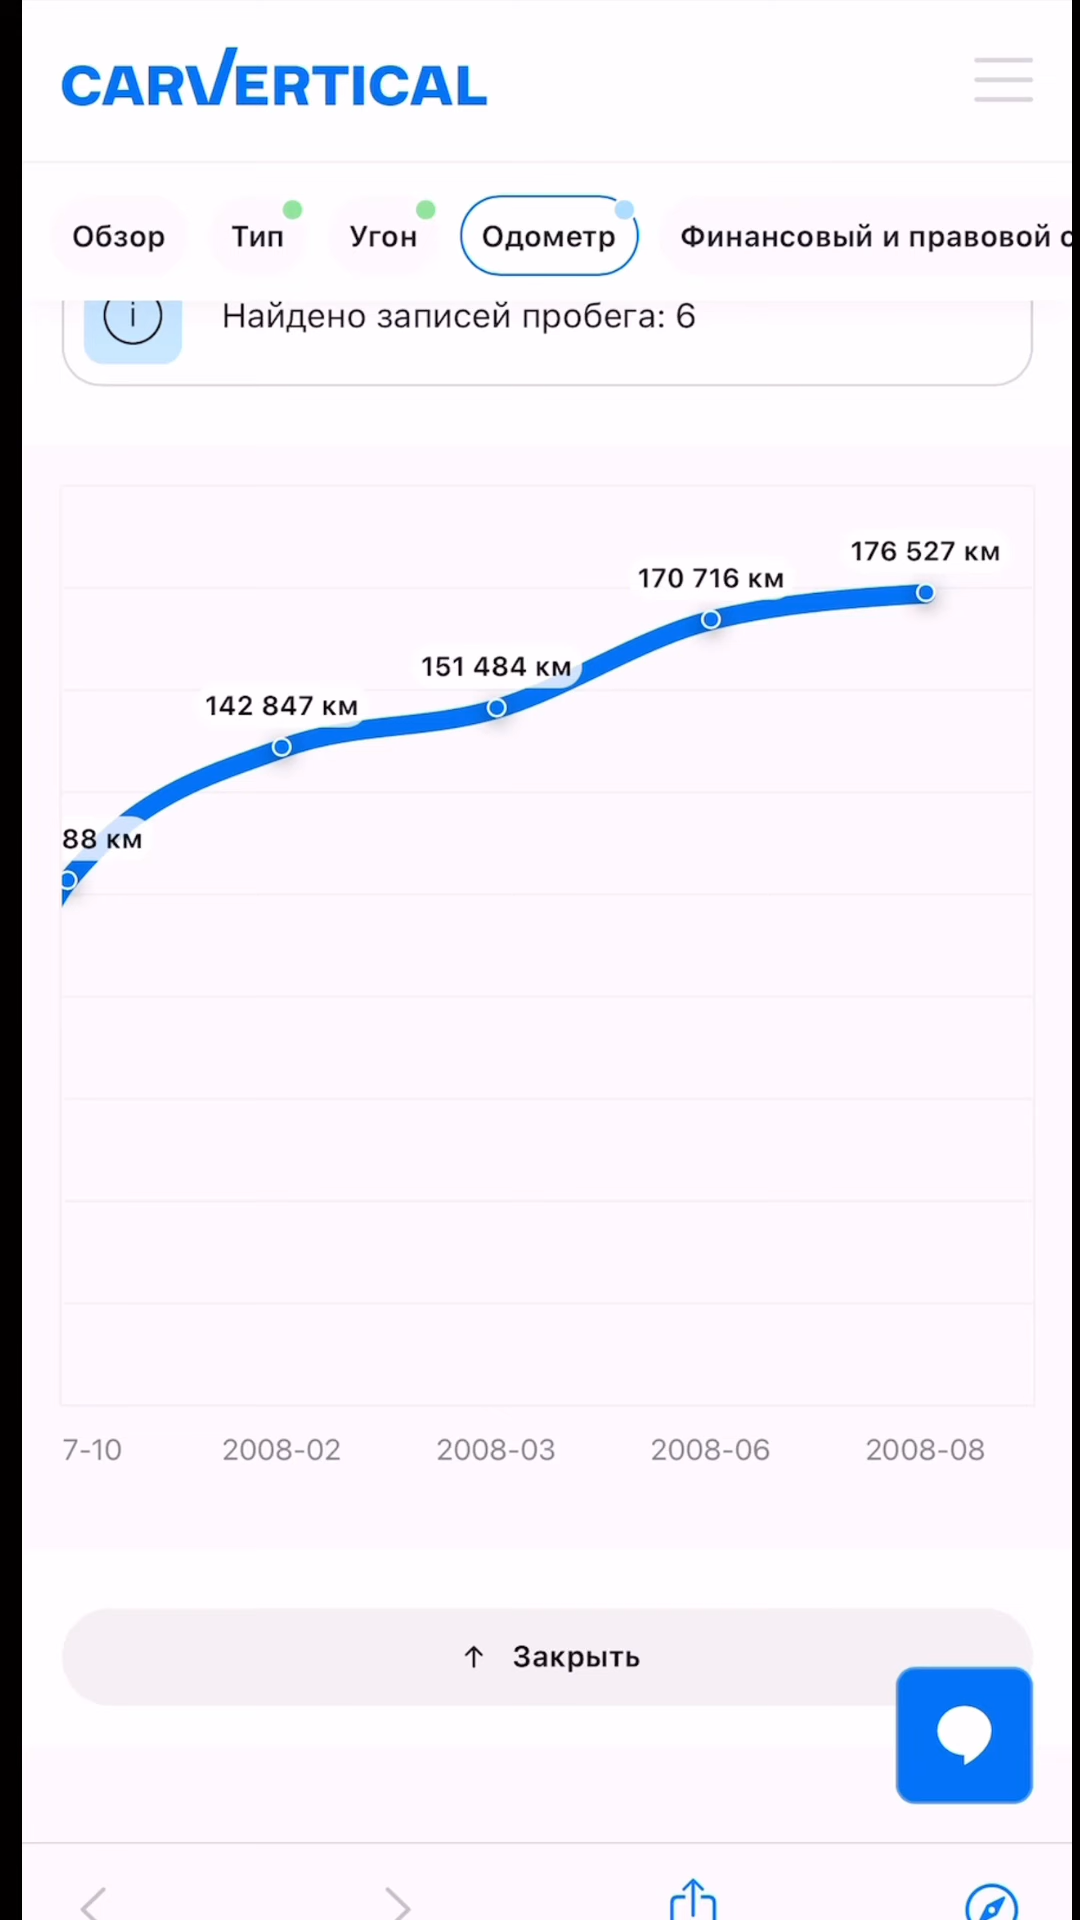 CARVERTICAL
Обзор
Тип
Угон
Одометр
Финансовый и правовой с
Найдено записей пробега: 6
176 527 км
170 716 км
151 484 км
142 847 км
88 км
7-10
2008-02
2008-03
2008-06
2008-08
↑ Закрыть